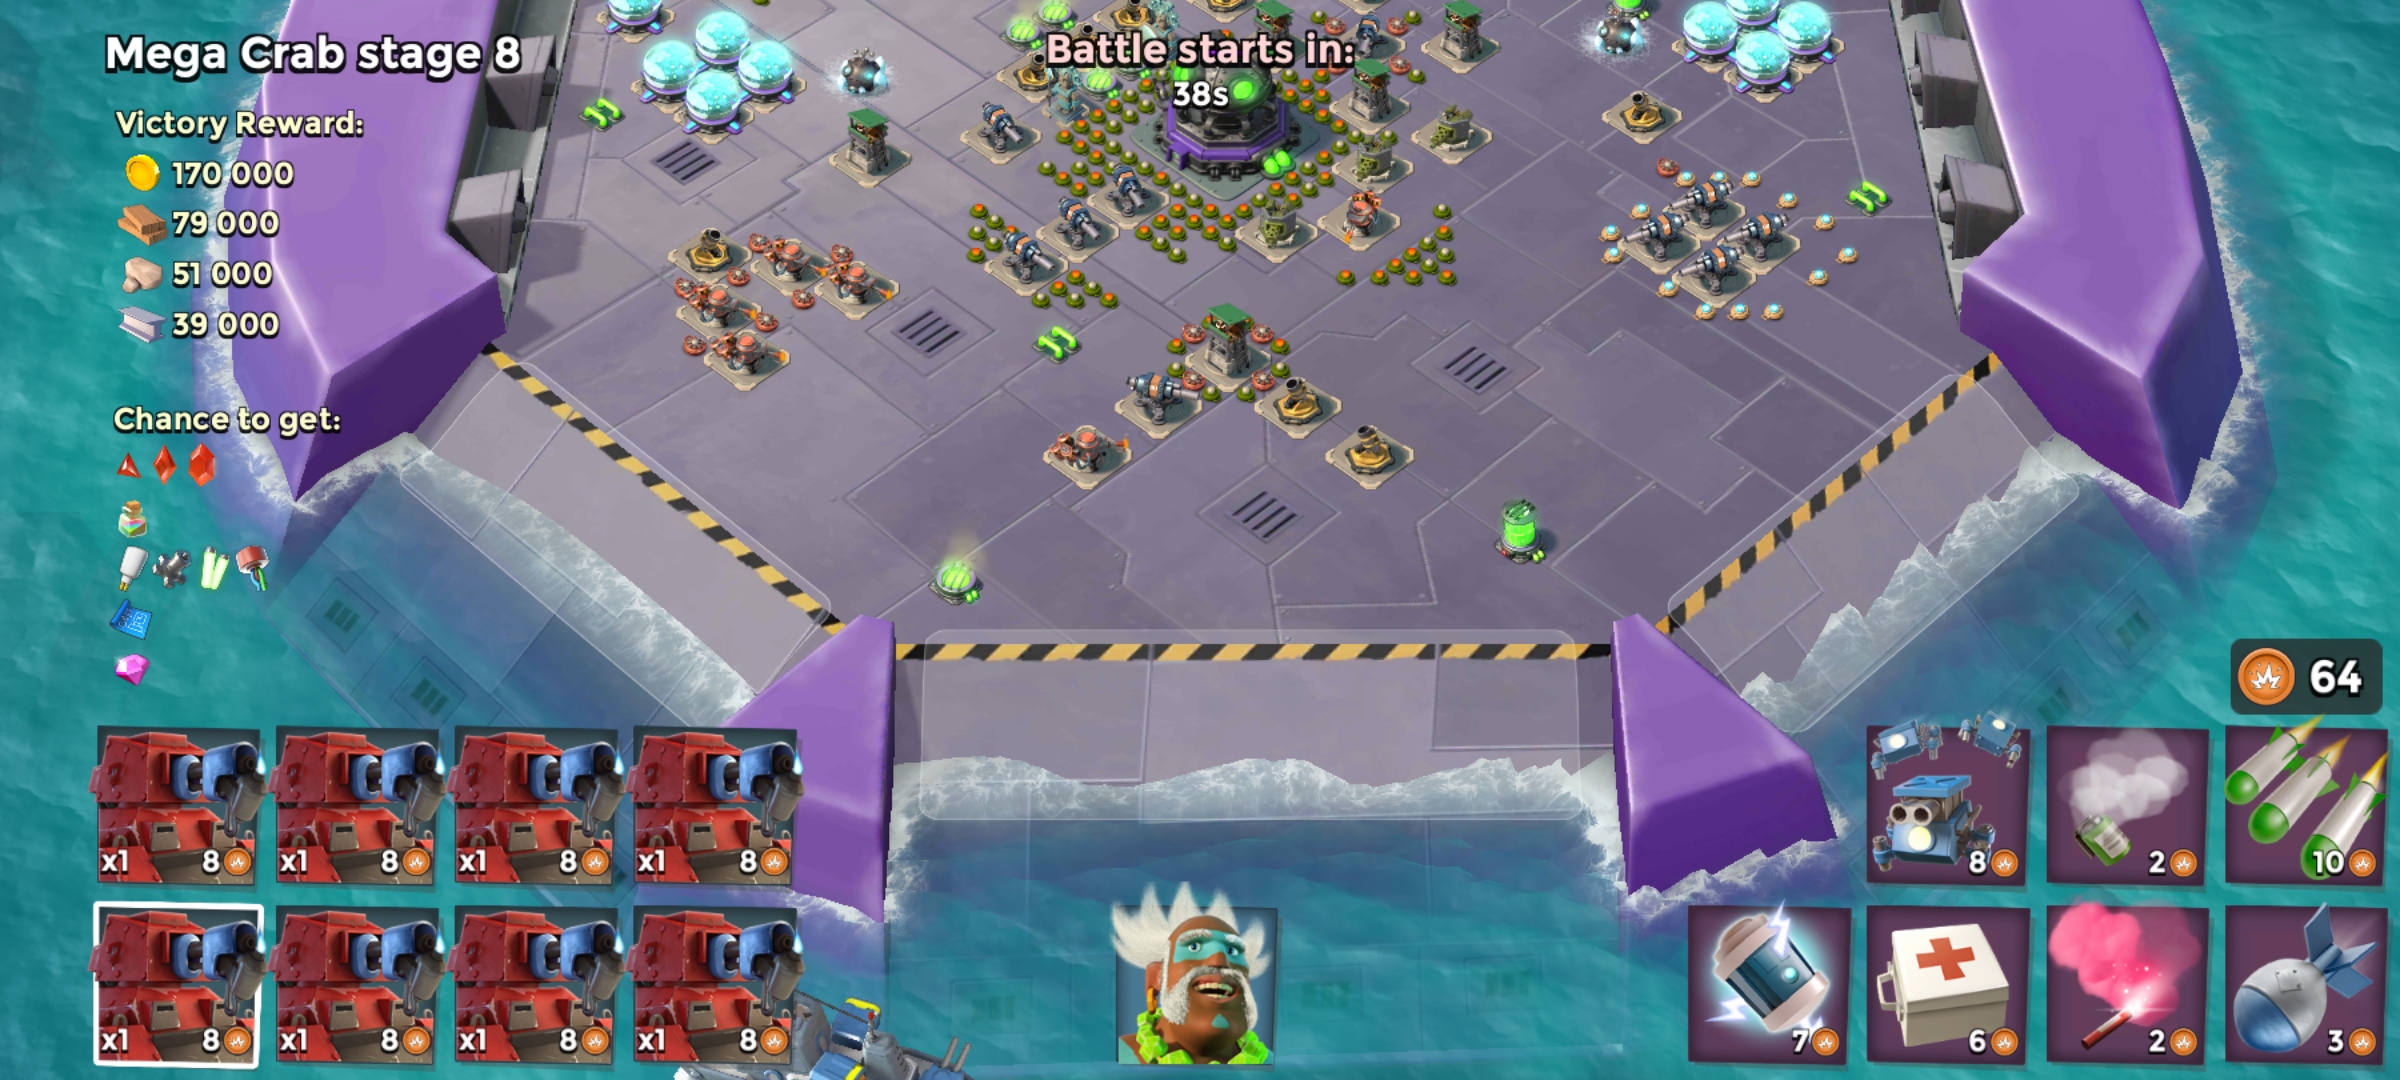 Mega Crab stage 8
Battle starts in:
38s
Victory Reward:
170 000
79 000
51 000
39 000
Chance to get:
64
x1 8
x1 8
x1 8
x1 8
8
2
10
x1 8
x1 8
x1 8
x1 8
7
6
2
3